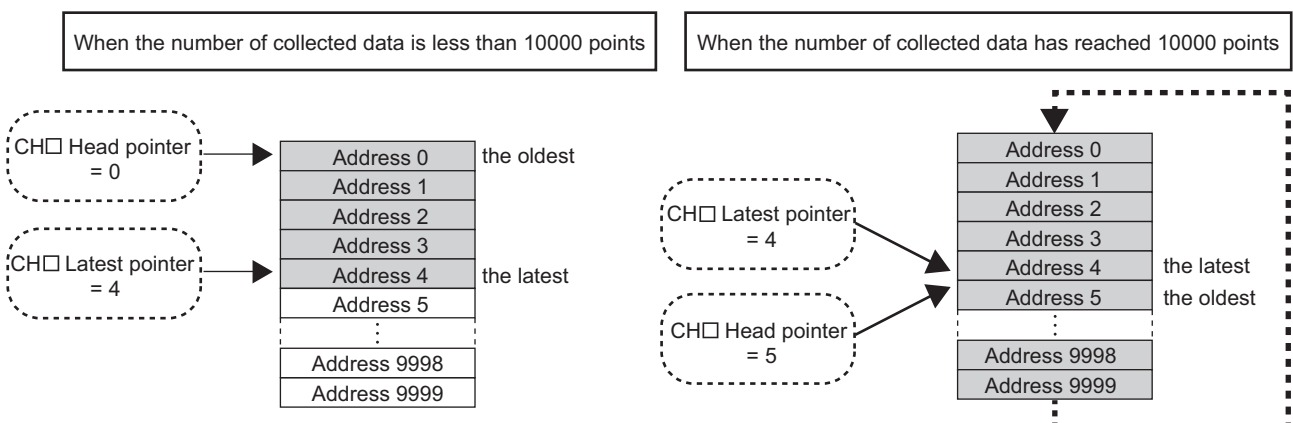 When the number of collected data is less than 10000 points
CH□ Head pointer
= 0
CH□ Latest pointer
= 4
Address 0
the oldest
Address 1
Address 2
Address 3
Address 4
the latest
Address 5
⋮
Address 9998
Address 9999
When the number of collected data has reached 10000 points
CH□ Latest pointer
= 4
CH□ Head pointer
= 5
Address 0
Address 1
Address 2
Address 3
Address 4
the latest
Address 5
the oldest
⋮
Address 9998
Address 9999